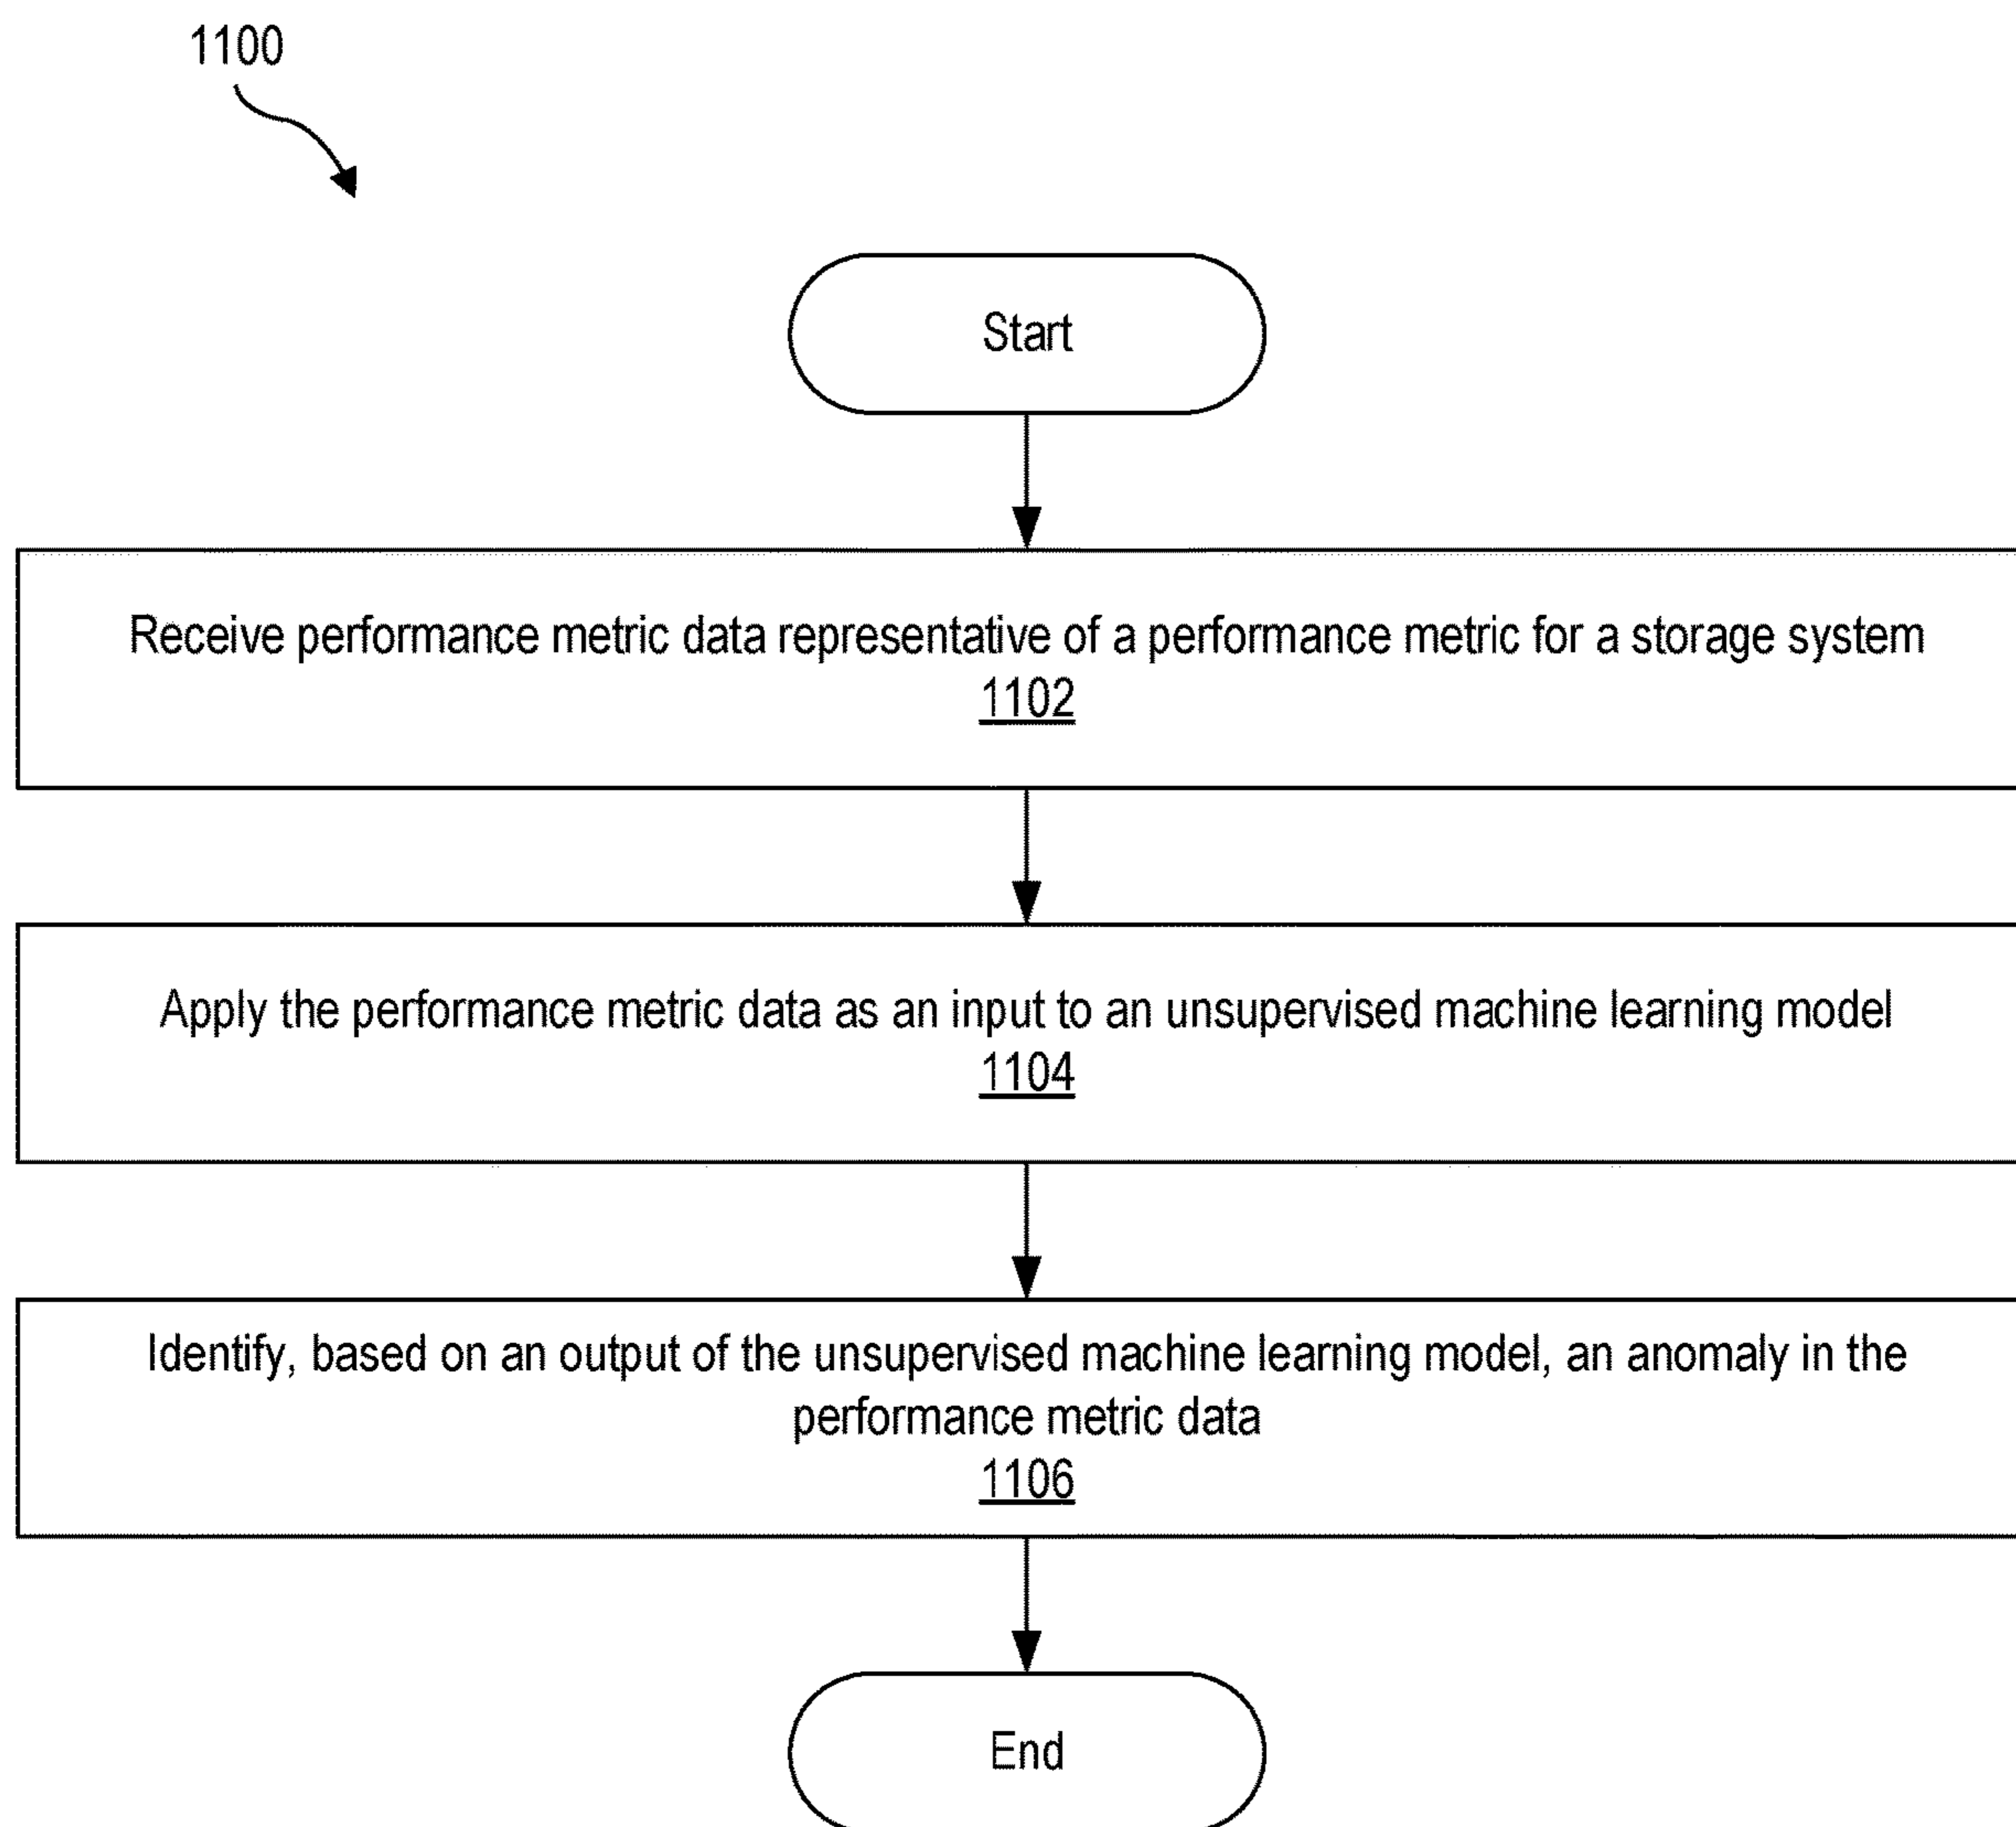 1100
Start
Receive performance metric data representative of a performance metric for a storage system
1102
Apply the performance metric data as an input to an unsupervised machine learning model
1104
Identify, based on an output of the unsupervised machine learning model, an anomaly in the
performance metric data
1106
End